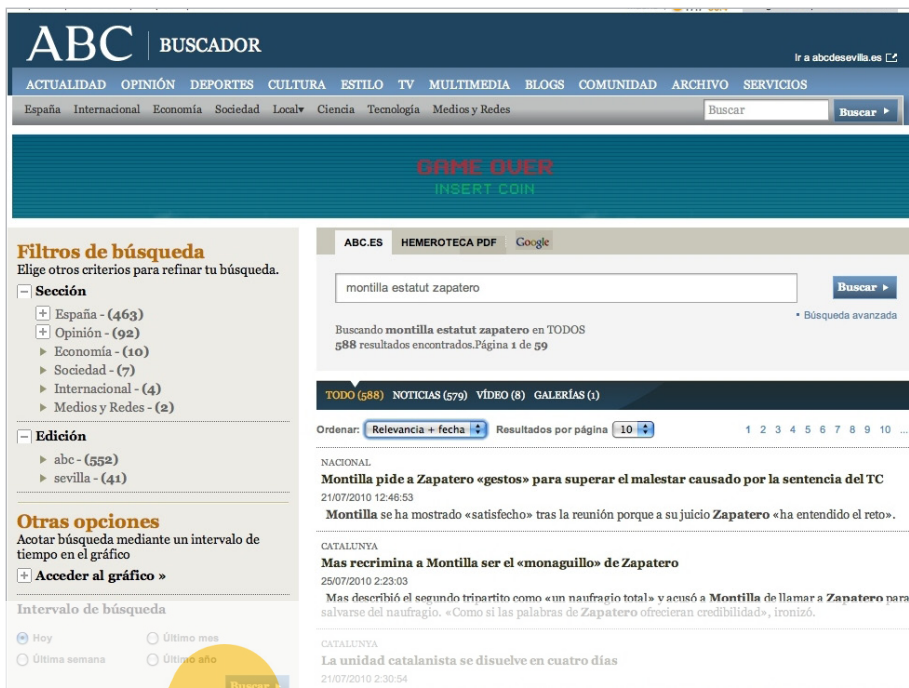 ABC BUSCADOR
Ir a abcdesevilla.es
ACTUALIDAD OPINIÓN DEPORTES CULTURA ESTILO TV MULTIMEDIA BLOGS COMUNIDAD ARCHIVO SERVICIOS
España Internacional Economía Sociedad Local Ciencia Tecnología Medios y Redes Buscar Buscar
GAME OVER
INSERT COIN
Filtros de búsqueda
Elige otros criterios para refinar tu búsqueda.
Sección
España - (463)
Opinión - (92)
Economía - (10)
Sociedad - (7)
Internacional - (4)
Medios y Redes - (2)
Edición
abc - (552)
sevilla - (41)
Otras opciones
Acotar búsqueda mediante un intervalo de
tiempo en el gráfico
Acceder al gráfico »
Intervalo de búsqueda
Hoy Último mes
Última semana Último año
Buscar
ABC.ES HEMEROTECA PDF Google
montilla estatut zapatero Buscar
Búsqueda avanzada
Buscando montilla estatut zapatero en TODOS
588 resultados encontrados.Página 1 de 59
TODO (588) NOTICIAS (579) VÍDEO (8) GALERÍAS (1)
Ordenar: Relevancia + fecha Resultados por página 10 1 2 3 4 5 6 7 8 9 10 ...
NACIONAL
Montilla pide a Zapatero «gestos» para superar el malestar causado por la sentencia del TC
21/07/2010 12:46:53
Montilla se ha mostrado «satisfecho» tras la reunión porque a su juicio Zapatero «ha entendido el reto».
CATALUNYA
Mas recrimina a Montilla ser el «monaguillo» de Zapatero
25/07/2010 2:23:03
Mas describió el segundo tripartito como «un naufragio total» y acusó a Montilla de llamar a Zapatero para
salvarse del naufragio. «Como si las palabras de Zapatero ofrecieran credibilidad», ironizó.
CATALUNYA
La unidad catalanista se disuelve en cuatro días
21/07/2010 2:30:54